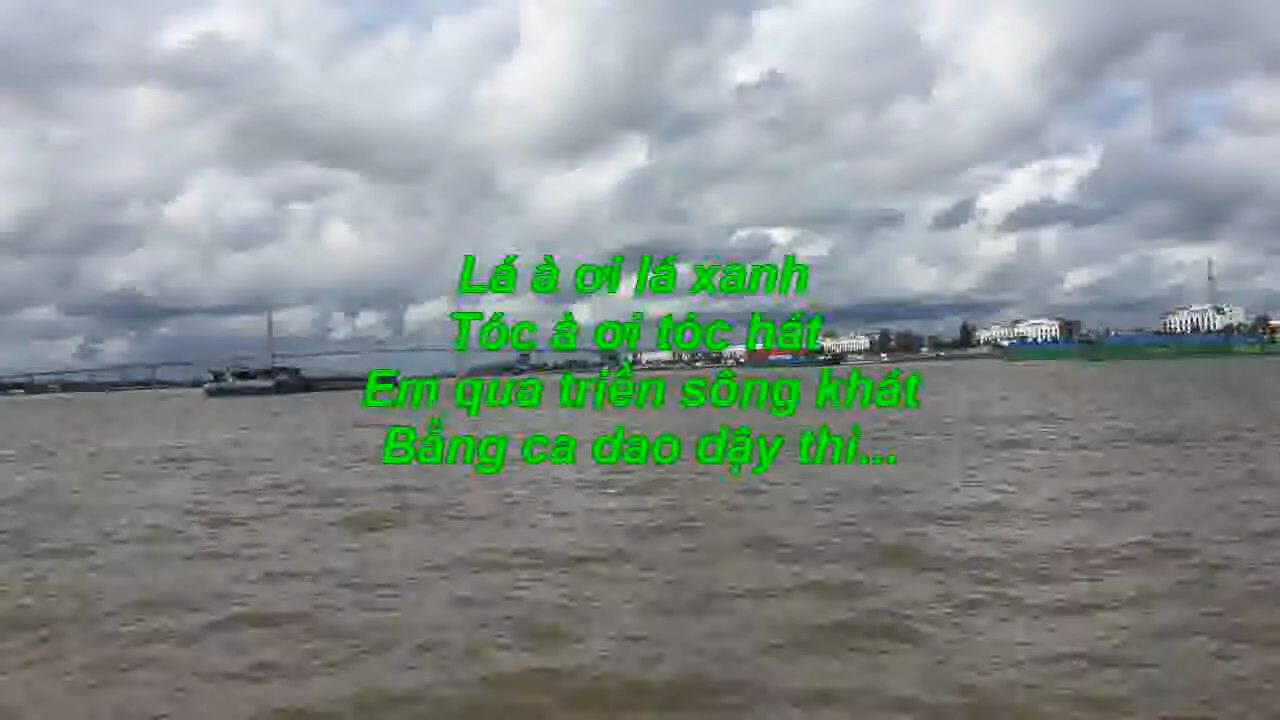 Lá à ơi lá xanh
Tóc à ơi tóc hát
Em qua triền sông khát
Bằng ca dao dậy thì...